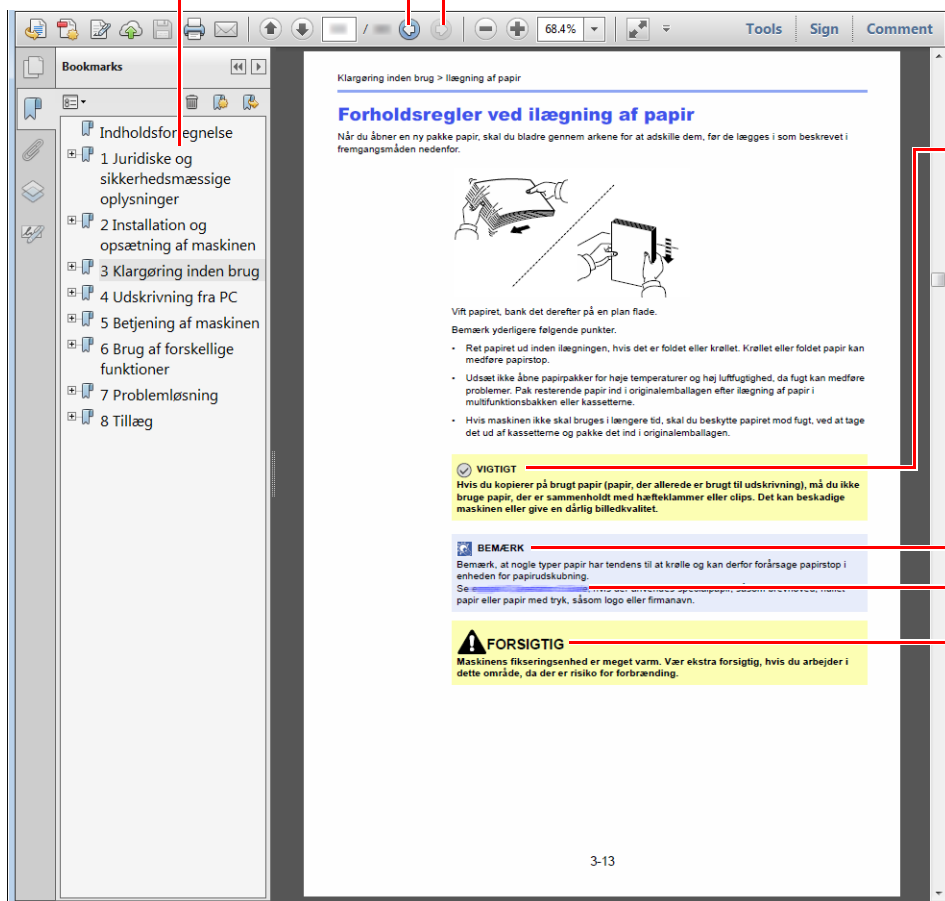 /
68.4%
Tools
Sign
Comment
Bookmarks
Indholdsfortegnelse
1 Juridiske og
sikkerhedsmæssige
oplysninger
2 Installation og
opsætning af maskinen
3 Klargøring inden brug
4 Udskrivning fra PC
5 Betjening af maskinen
6 Brug af forskellige
funktioner
7 Problemløsning
8 Tillæg
Klargøring inden brug > Ilægning af papir
Forholdsregler ved ilægning af papir
Når du åbner en ny pakke papir, skal du bladre gennem arkene for at adskille dem, før de lægges i som beskrevet i
fremgangsmåden nedenfor.
Vift papiret, bank det derefter på en plan flade.
Bemærk yderligere følgende punkter.
• Ret papiret ud inden ilægningen, hvis det er foldet eller krøllet. Krøllet eller foldet papir kan
medføre papirstop.
• Udsæt ikke åbne papirpakker for høje temperaturer og høj luftfugtighed, da fugt kan medføre
problemer. Pak resterende papir ind i originalemballagen efter ilægning af papir i
multifunktionsbakken eller kassetterne.
• Hvis maskinen ikke skal bruges i længere tid, skal du beskytte papiret mod fugt, ved at tage
det ud af kassetterne og pakke det ind i originalemballagen.
VIGTIGT
Hvis du kopierer på brugt papir (papir, der allerede er brugt til udskrivning), må du ikke
bruge papir, der er sammenholdt med hæfteklammer eller clips. Det kan beskadige
maskinen eller give en dårlig billedkvalitet.
BEMÆRK
Bemærk, at nogle typer papir har tendens til at krølle og kan derfor forårsage papirstop i
enheden for papirudskubning.
Se , hvis der anvendes specialpapir, såsom brevhoved, hullet
papir eller papir med tryk, såsom logo eller firmanavn.
FORSIGTIG
Maskinens fikseringsenhed er meget varm. Vær ekstra forsigtig, hvis du arbejder i
dette område, da der er risiko for forbrænding.
3-13